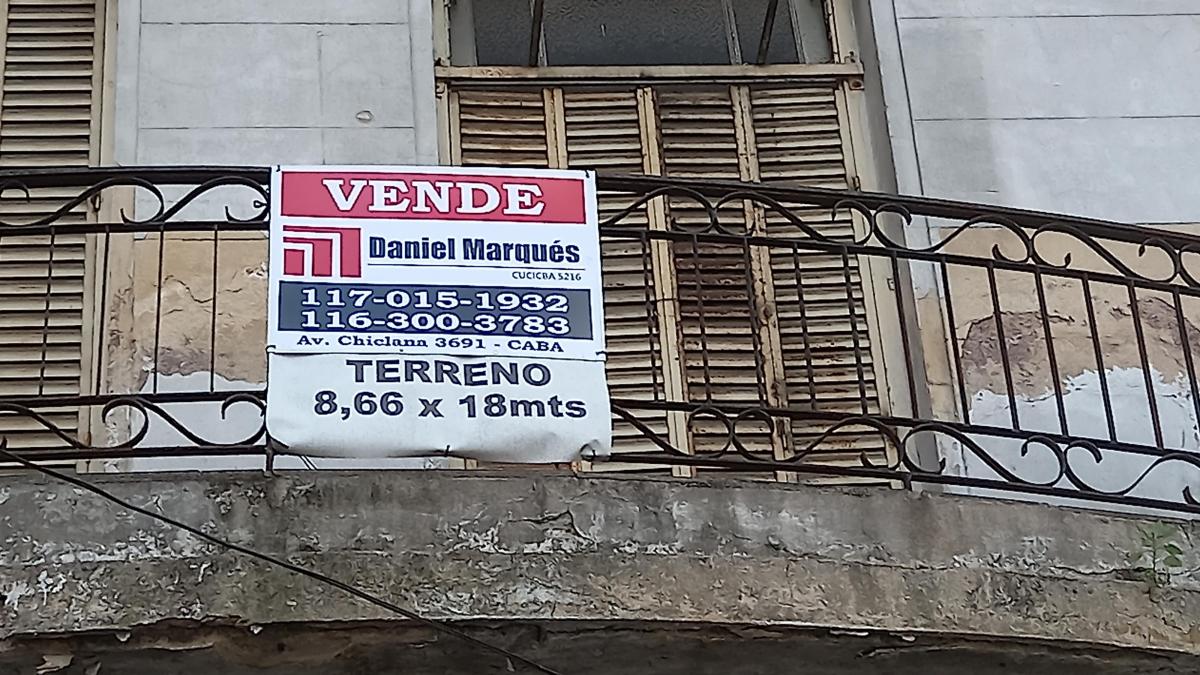 VENDE
Daniel Marqués
CUCICBA 5216
117-015-1932
116-300-3783
Av. Chiclana 3691 - CABA
TERRENO
8,66 x 18mts